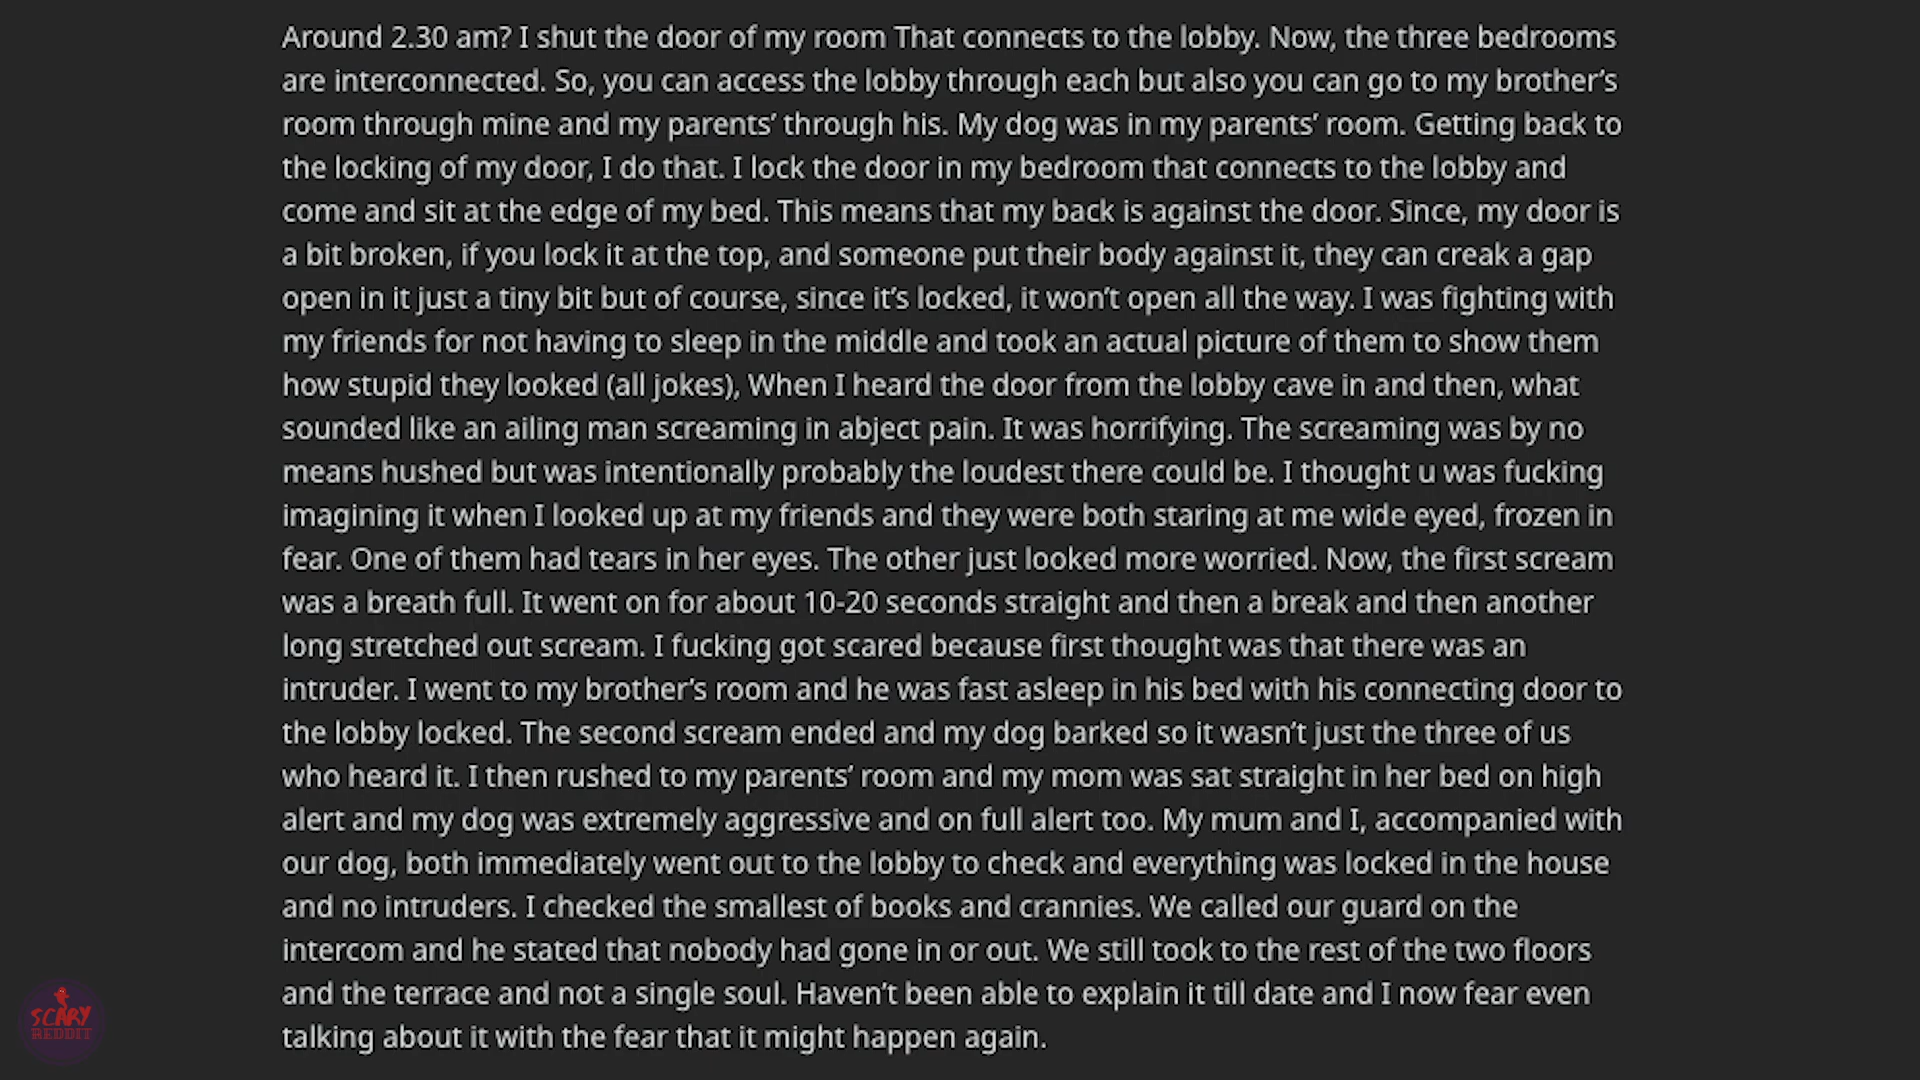 Around 2.30 am? I shut the door of my room That connects to the lobby. Now, the three bedrooms
are interconnected. So, you can access the lobby through each but also you can go to my brother’s
room through mine and my parents’ through his. My dog was in my parents’ room. Getting back to
the locking of my door, I do that. I lock the door in my bedroom that connects to the lobby and
come and sit at the edge of my bed. This means that my back is against the door. Since, my door is
a bit broken, if you lock it at the top, and someone put their body against it, they can creak a gap
open in it just a tiny bit but of course, since it’s locked, it won’t open all the way. I was fighting with
my friends for not having to sleep in the middle and took an actual picture of them to show them
how stupid they looked (all jokes), When I heard the door from the lobby cave in and then, what
sounded like an ailing man screaming in abject pain. It was horrifying. The screaming was by no
means hushed but was intentionally probably the loudest there could be. I thought u was fucking
imagining it when I looked up at my friends and they were both staring at me wide eyed, frozen in
fear. One of them had tears in her eyes. The other just looked more worried. Now, the first scream
was a breath full. It went on for about 10-20 seconds straight and then a break and then another
long stretched out scream. I fucking got scared because first thought was that there was an
intruder. I went to my brother’s room and he was fast asleep in his bed with his connecting door to
the lobby locked. The second scream ended and my dog barked so it wasn’t just the three of us
who heard it. I then rushed to my parents’ room and my mom was sat straight in her bed on high
alert and my dog was extremely aggressive and on full alert too. My mum and I, accompanied with
our dog, both immediately went out to the lobby to check and everything was locked in the house
and no intruders. I checked the smallest of books and crannies. We called our guard on the
intercom and he stated that nobody had gone in or out. We still took to the rest of the two floors
and the terrace and not a single soul. Haven’t been able to explain it till date and I now fear even
talking about it with the fear that it might happen again.
SCARY
REDDIT